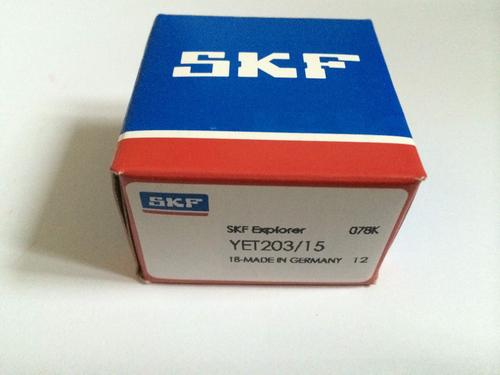 SKF
SKF
SKF Explorer 078K
YET203/15
18-MADE IN GERMANY 12